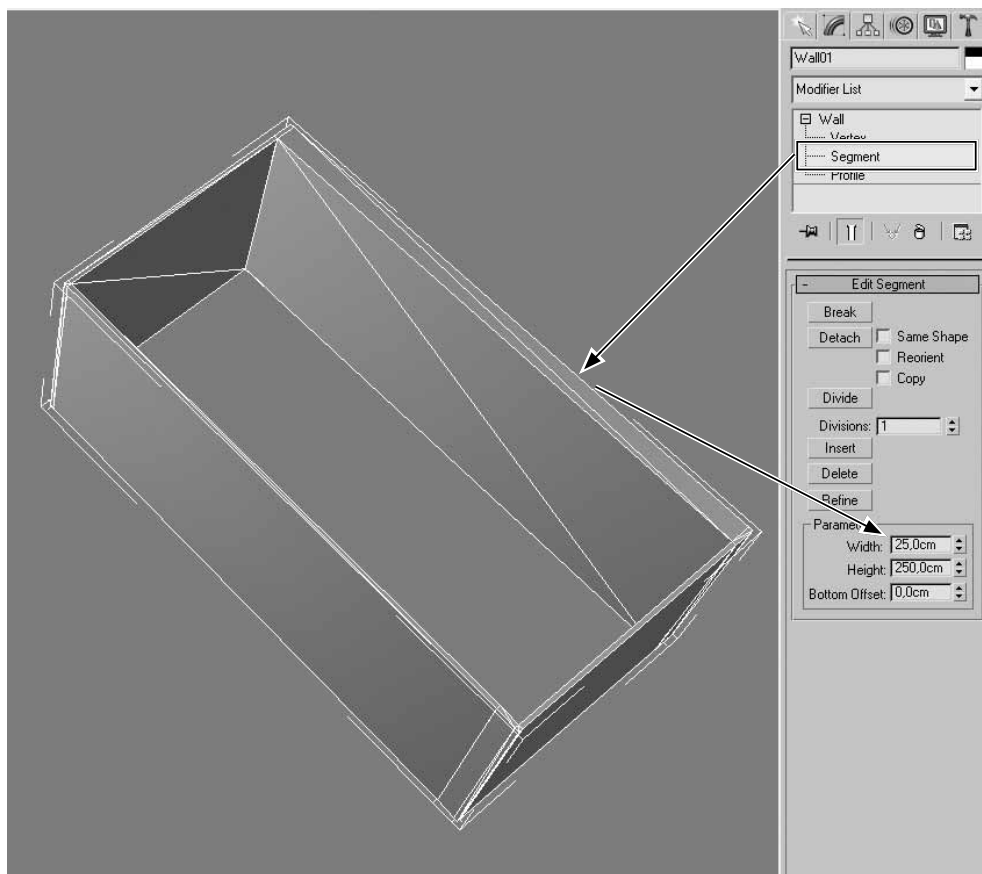 Wall01
Modifier List
Wall
Vertex
Segment
Profile
- Edit Segment
Break
Detach Same Shape
Reorient
Copy
Divide
Divisions: 1
Insert
Delete
Refine
Width: 25,0cm
Height: 250,0cm
Bottom Offset: 0,0cm